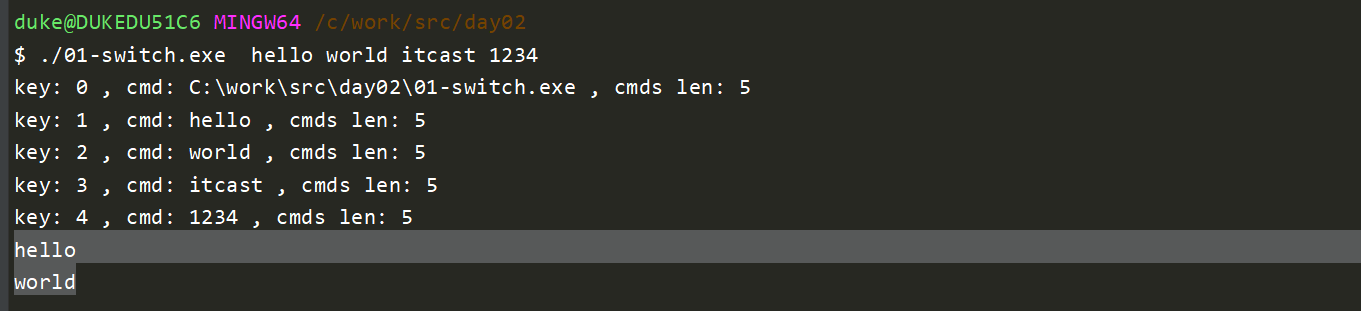 duke@DUKEDU51C6 MINGW64 /c/work/src/day02
$ ./01-switch.exe  hello world itcast 1234
key: 0 , cmd: C:\work\src\day02\01-switch.exe , cmds len: 5
key: 1 , cmd: hello , cmds len: 5
key: 2 , cmd: world , cmds len: 5
key: 3 , cmd: itcast , cmds len: 5
key: 4 , cmd: 1234 , cmds len: 5
hello
world